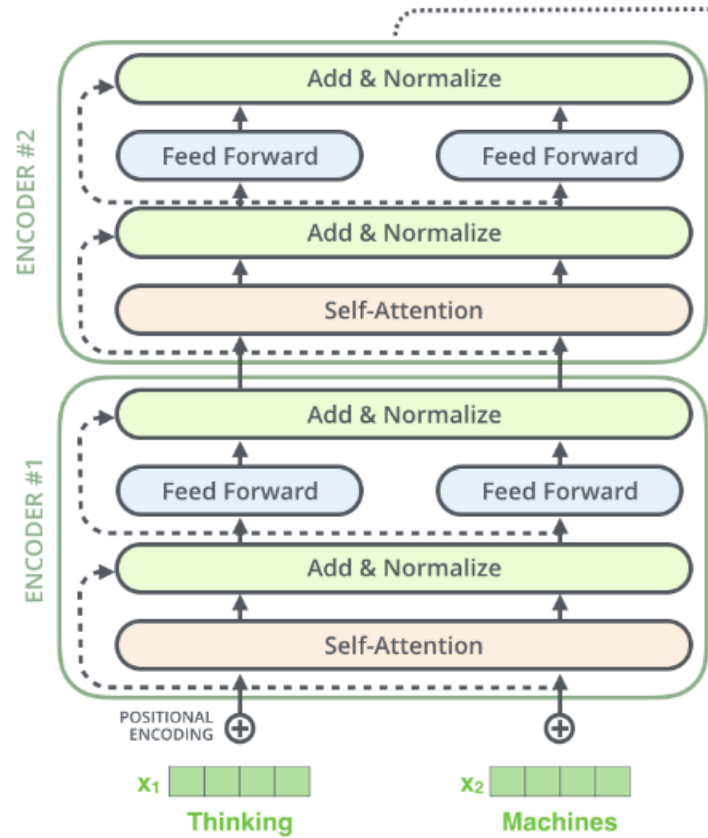 ENCODER #2
Add & Normalize
Feed Forward
Feed Forward
Add & Normalize
Self-Attention
ENCODER #1
Add & Normalize
Feed Forward
Feed Forward
Add & Normalize
Self-Attention
POSITIONAL
ENCODING
x₁
x₂
Thinking
Machines